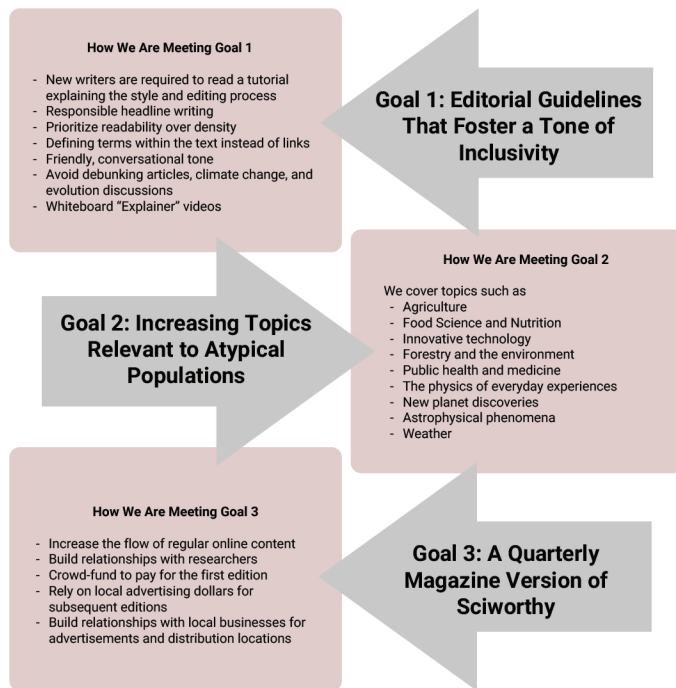 How We Are Meeting Goal 1
- New writers are required to read a tutorial
explaining the style and editing process
- Responsible headline writing
- Prioritize readability over density
- Defining terms within the text instead of links
- Friendly, conversational tone
- Avoid debunking articles, climate change, and
evolution discussions
- Whiteboard “Explainer” videos
Goal 1: Editorial Guidelines
That Foster a Tone of
Inclusivity
Goal 2: Increasing Topics
Relevant to Atypical
Populations
How We Are Meeting Goal 2
We cover topics such as
- Agriculture
- Food Science and Nutrition
- Innovative technology
- Forestry and the environment
- Public health and medicine
- The physics of everyday experiences
- New planet discoveries
- Astrophysical phenomena
- Weather
How We Are Meeting Goal 3
- Increase the flow of regular online content
- Build relationships with researchers
- Crowd-fund to pay for the first edition
- Rely on local advertising dollars for
subsequent editions
- Build relationships with local businesses for
advertisements and distribution locations
Goal 3: A Quarterly
Magazine Version of
Sciworthy